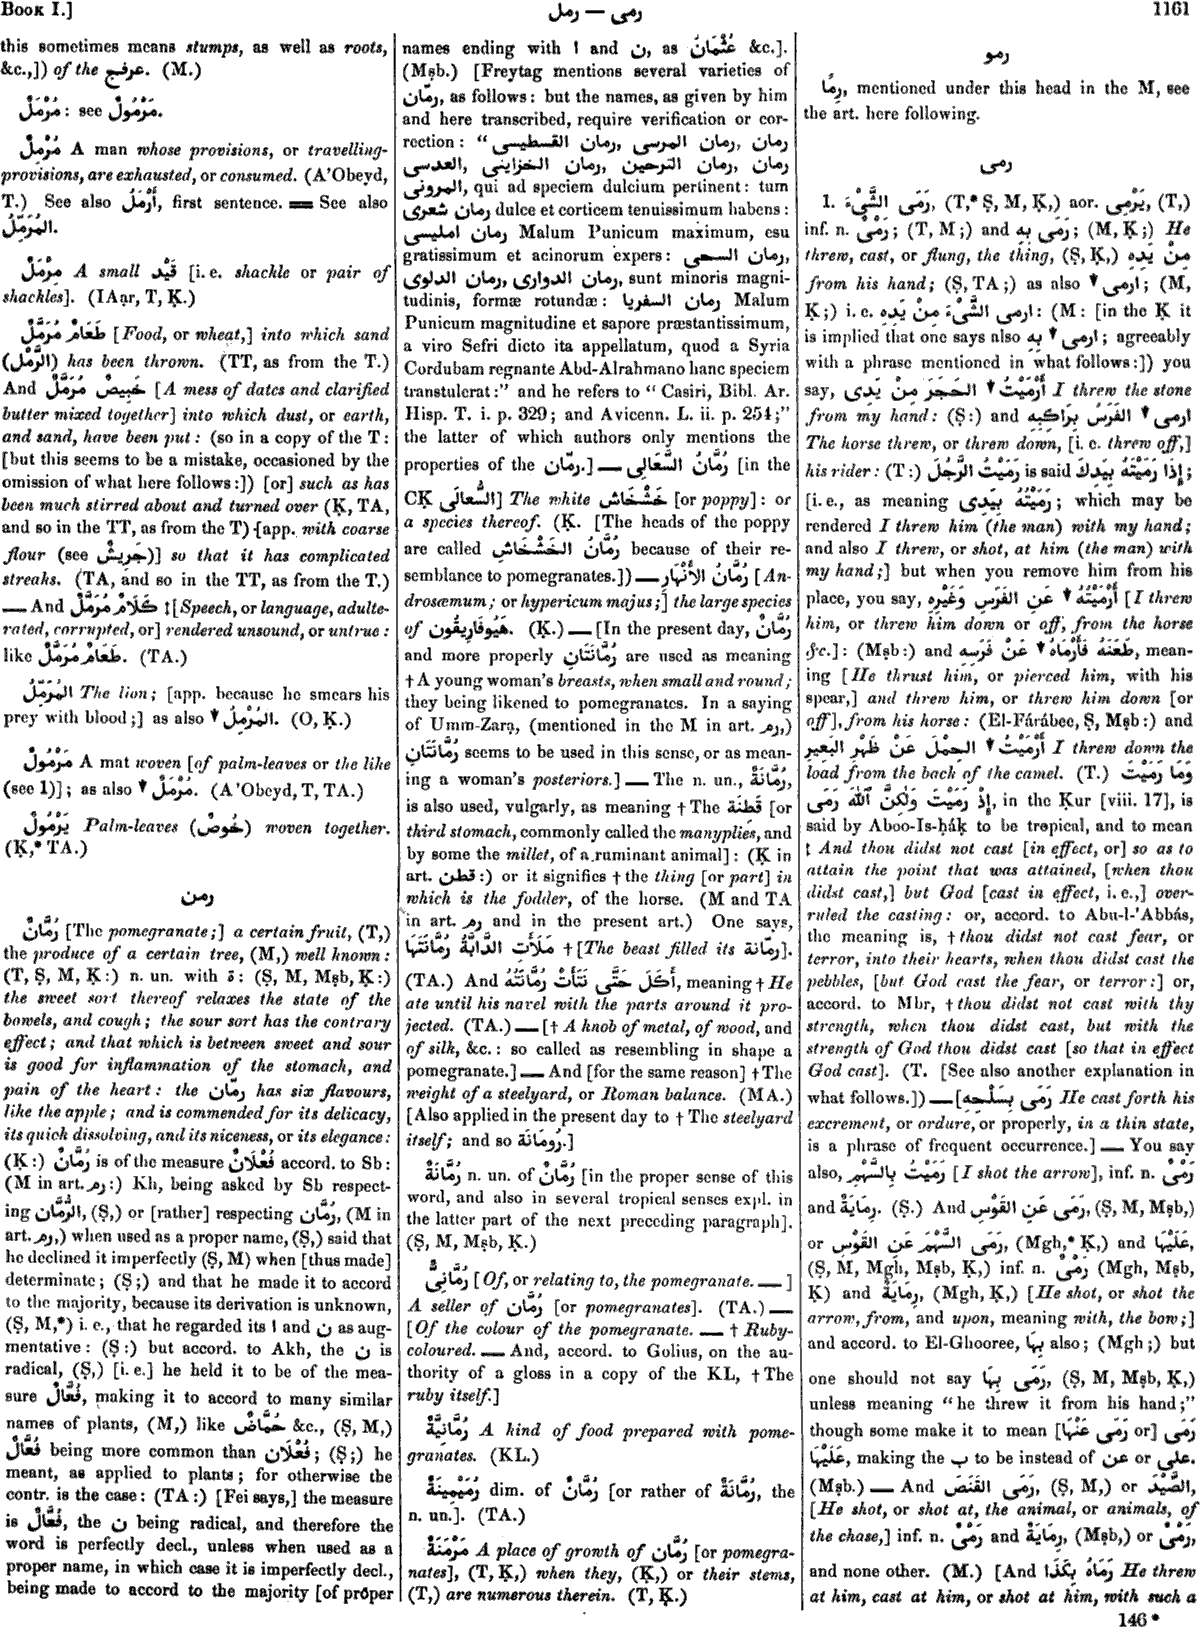 BOOK I.]
رمى — رمل
1161
this sometimes means stumps, as well as roots,
&c.,]) of the عرفج. (M.)
مُرْمَلٌ: see مَرْمُولٌ.
مُرْمِلٌ A man whose provisions, or travelling-
provisions, are exhausted, or consumed. (A'Obeyd,
T.) See also أَرْمَلُ, first sentence. = See also
المُرَمِّلُ.
مِرْمَلٌ A small قَيْد [i. e. shackle or pair of
shackles]. (IAạr, T, Ḳ.)
طَعَامٌ مُرَمَّلٌ [Food, or wheat,] into which sand
(الرَّمْل) has been thrown. (TT, as from the T.)
And خَبِيصٌ مُرَمَّلٌ [A mess of dates and clarified
butter mixed together] into which dust, or earth,
and sand, have been put: (so in a copy of the T:
[but this seems to be a mistake, occasioned by the
omission of what here follows:]) [or] such as has
been much stirred about and turned over (Ḳ, TA,
and so in the TT, as from the T) [app. with coarse
flour (see جَرِيشٌ)] so that it has complicated
streaks. (TA, and so in the TT, as from the T.)
— And كَلَامٌ مُرَمَّلٌ ‡ [Speech, or language, adulte-
rated, corrupted, or] rendered unsound, or untrue:
like طَعَامٌ مُرَمَّلٌ. (TA.)
المُرَمِّلُ The lion; [app. because he smears his
prey with blood;] as also ▼ المُرْمِلُ. (O, Ḳ.)
مَرْمُولٌ A mat woven [of palm-leaves or the like
(see 1)]; as also ▼ مُرْمَلٌ. (A'Obeyd, T, TA.)
يَرْمُولٌ Palm-leaves (خُوصٌ) woven together.
(Ḳ,* TA.)
رمن
رُمَّانٌ [The pomegranate;] a certain fruit, (T,)
the produce of a certain tree, (M,) well known:
(T, Ṣ, M, Ḳ:) n. un. with ة: (Ṣ, M, Mṣb, Ḳ:)
the sweet sort thereof relaxes the state of the
bowels, and cough; the sour sort has the contrary
effect; and that which is between sweet and sour
is good for inflammation of the stomach, and
pain of the heart: the رمّان has six flavours,
like the apple; and is commended for its delicacy,
its quick dissolving, and its niceness, or its elegance:
(Ḳ:) رُمَّانٌ is of the measure فُعْلَانٌ accord. to Sb:
(M in art. رم:) Kh, being asked by Sb respect-
ing الرُّمَّان, (Ṣ,) or [rather] respecting رُمَّان, (M in
art. رم,) when used as a proper name, (Ṣ,) said that
he declined it imperfectly (Ṣ, M) when [thus made]
determinate; (Ṣ;) and that he made it to accord
to the majority, because its derivation is unknown,
(Ṣ, M,*) i. e., that he regarded its ا and ن as aug-
mentative: (Ṣ:) but accord. to Akh, the ن is
radical, (Ṣ,) [i. e.] he held it to be of the mea-
sure فُعَّالٌ, making it to accord to many similar
names of plants, (M,) like حُمَّاضٌ &c., (Ṣ, M,)
فُعَّالٌ being more common than فُعْلَان; (Ṣ;) he
meant, as applied to plants; for otherwise the
contr. is the case: (TA:) [Fei says,] the measure
is فُعَّالٌ, the ن being radical, and therefore the
word is perfectly decl., unless when used as a
proper name, in which case it is imperfectly decl.,
being made to accord to the majority [of proper
names ending with ا and ن, as عُثْمَانُ &c.].
(Mṣb.) [Freytag mentions several varieties of
رمّان, as follows: but the names, as given by him
and here transcribed, require verification or cor-
rection: "رمان, رمان المرسى, رمان القسطيسى
رمان, رمان الترحين, رمان الخزاينى, العدسى
المرونى, qui ad speciem dulcium pertinent: tum
رمان شعرى dulce et corticem tenuissimum habens:
رمان امليسى Malum Punicum maximum, esu
gratissimum et acinorum expers: رمان السحى,
رمان الدوارى, رمان الدلوى, sunt minoris magni-
tudinis, formæ rotundæ: رمان السفريا Malum
Punicum magnitudine et sapore præstantissimum,
a viro Sefri dicto ita appellatum, quod a Syria
Cordubam regnante Abd-Alrahmano hanc speciem
transtulerat:" and he refers to "Casiri, Bibl. Ar.
Hisp. T. i. p. 329; and Avicenn. L. ii. p. 254;"
the latter of which authors only mentions the
properties of the رمّان.] — رُمَّانُ السَّعَالِى [in the
CḲ السُّعالَى] The white خَشْخَاش [or poppy]: or
a species thereof. (Ḳ. [The heads of the poppy
are called رُمَّانُ الخَشْخَاشِ because of their re-
semblance to pomegranates.]) — رُمَّانُ الأَنْهَارِ [An-
drosæmum; or hypericum majus;] the large species
of هَيُوفَارِيقُون. (Ḳ.) — [In the present day, رُمَّانٌ
and more properly رُمَّانَتَانِ are used as meaning
† A young woman's breasts, when small and round;
they being likened to pomegranates. In a saying
of Umm-Zarạ, (mentioned in the M in art. رم,)
رُمَّانَتَانِ seems to be used in this sense, or as mean-
ing a woman's posteriors.] — The n. un., رُمَّانَةٌ,
is also used, vulgarly, as meaning † The قَطِنَة [or
third stomach, commonly called the manyplies, and
by some the millet, of a ruminant animal]: (Ḳ in
art. قطن:) or it signifies † the thing [or part] in
which is the fodder, of the horse. (M and TA
in art. رم and in the present art.) One says,
مَلَأَتِ الدَّابَّةُ رُمَّانَتَهَا † [The beast filled its رمانة].
(TA.) And أَكَلَ حَتَّى نَتَأَتْ رُمَّانَتُهُ, meaning † He
ate until his navel with the parts around it pro-
jected. (TA.) — [† A knob of metal, of wood, and
of silk, &c.: so called as resembling in shape a
pomegranate.] — And [for the same reason] † The
weight of a steelyard, or Roman balance. (MA.)
[Also applied in the present day to † The steelyard
itself; and so رُومَانَة.]
رُمَّانَةٌ n. un. of رُمَّانٌ [in the proper sense of this
word, and also in several tropical senses expl. in
the latter part of the next preceding paragraph].
(Ṣ, M, Mṣb, Ḳ.)
رُمَّانِىٌّ [Of, or relating to, the pomegranate. — ]
A seller of رُمَّان [or pomegranates]. (TA.) —
[Of the colour of the pomegranate. — † Ruby-
coloured. — And, accord. to Golius, on the au-
thority of a gloss in a copy of the KL, † The
ruby itself.]
رُمَّانِيَّةٌ A kind of food prepared with pome-
granates. (KL.)
رُمَيْمِينَةٌ dim. of رُمَّانٌ [or rather of رُمَّانَةٌ, the
n. un.]. (TA.)
مَرْمَنَةٌ A place of growth of رُمَّان [or pomegra-
nates], (T, Ḳ,) when they, (Ḳ,) or their stems,
(T,) are numerous therein. (T, Ḳ.)
رمو
رِمًا, mentioned under this head in the M, see
the art. here following.
رمى
1. رَمَى الشَّىْءَ, (T,* Ṣ, M, Ḳ,) aor. يَرْمِى, (T,)
inf. n. رَمْىٌ; (T, M;) and رَمَى بِهِ; (M, Ḳ;) He
threw, cast, or flung, the thing, (Ṣ, Ḳ,) مِنْ يَدِهِ
from his hand; (Ṣ, TA;) as also ▼ ارمى; (M,
Ḳ;) i. e. ارمى الشَّىْءَ مِنْ يَدِهِ: (M: [in the Ḳ it
is implied that one says also ▼ ارمى بِهِ; agreeably
with a phrase mentioned in what follows:]) you
say, أَرْمَيْتُ ▼ الحَجَرَ مِنْ يَدِى I threw the stone
from my hand: (Ṣ:) and ارمى ▼ الفَرَسُ بِرَاكِبِهِ
The horse threw, or threw down, [i. e. threw off,]
his rider: (T:) رَمَيْتُ الرَّجُلَ is said إِذَا رَمَيْتَهُ بِيَدِكَ;
[i. e., as meaning رَمَيْتُهُ بِيَدِى; which may be
rendered I threw him (the man) with my hand;
and also I threw, or shot, at him (the man) with
my hand;] but when you remove him from his
place, you say, أَرْمَيْتُهُ ▼ عَنِ الفَرَسِ وَغَيْرِهِ [I threw
him, or threw him down or off, from the horse
&c.]: (Mṣb:) and طَعَنَهُ فَأَرْمَاهُ ▼ عَنْ فَرَسِهِ, mean-
ing [He thrust him, or pierced him, with his
spear,] and threw him, or threw him down [or
off], from his horse: (El-Fárábee, Ṣ, Mṣb:) and
أَرْمَيْتُ ▼ الحِمْلَ عَنْ ظَهْرِ البَعِيرِ I threw down the
load from the back of the camel. (T.) وَمَا رَمَيْتَ
إِذْ رَمَيْتَ وَلٰكِنَّ ٱللّٰهَ رَمَى, in the Ḳur [viii. 17], is
said by Aboo-Is-ḥáḳ to be tropical, and to mean
‡ And thou didst not cast [in effect, or] so as to
attain the point that was attained, [when thou
didst cast,] but God [cast in effect, i. e.,] over-
ruled the casting: or, accord. to Abu-l-'Abbás,
the meaning is, † thou didst not cast fear, or
terror, into their hearts, when thou didst cast the
pebbles, [but God cast the fear, or terror:] or,
accord. to Mbr, † thou didst not cast with thy
strength, when thou didst cast, but with the
strength of God thou didst cast [so that in effect
God cast]. (T. [See also another explanation in
what follows.]) — [رَمَى بِسَلْحِهِ He cast forth his
excrement, or ordure, or properly, in a thin state,
is a phrase of frequent occurrence.] — You say
also, رَمَيْتُ بِالسَّهْمِ [I shot the arrow], inf. n. رَمْىٌ
and رِمَايَةٌ. (Ṣ.) And رَمَى عَنِ القَوْسِ, (Ṣ, M, Mṣb,)
or رَمَى السَّهْمَ عَنِ القَوْسِ, (Mgh,* Ḳ,) and عَلَيْهَا,
(Ṣ, M, Mgh, Mṣb, Ḳ,) inf. n. رَمْىٌ (Mgh, Mṣb,
Ḳ) and رِمَايَةٌ, (Mgh, Ḳ,) [He shot, or shot the
arrow, from, and upon, meaning with, the bow;]
and accord. to El-Ghooree, بِهَا also; (Mgh;) but
one should not say رَمَى بِهَا, (Ṣ, M, Mṣb, Ḳ,)
unless meaning "he threw it from his hand;"
though some make it to mean [رَمَى عَنْهَا or] رَمَى
عَلَيْهَا, making the ب to be instead of عن or على.
(Mṣb.) — And رَمَى القَنَصَ, (Ṣ, M,) or الصَّيْدَ,
[He shot, or shot at, the animal, or animals, of
the chase,] inf. n. رَمْىٌ and رِمَايَةٌ, (Mṣb,) or رَمْىٌ,
and none other. (M.) [And رَمَاهُ بِكَذَا He threw
at him, cast at him, or shot at him, with such a
146 *